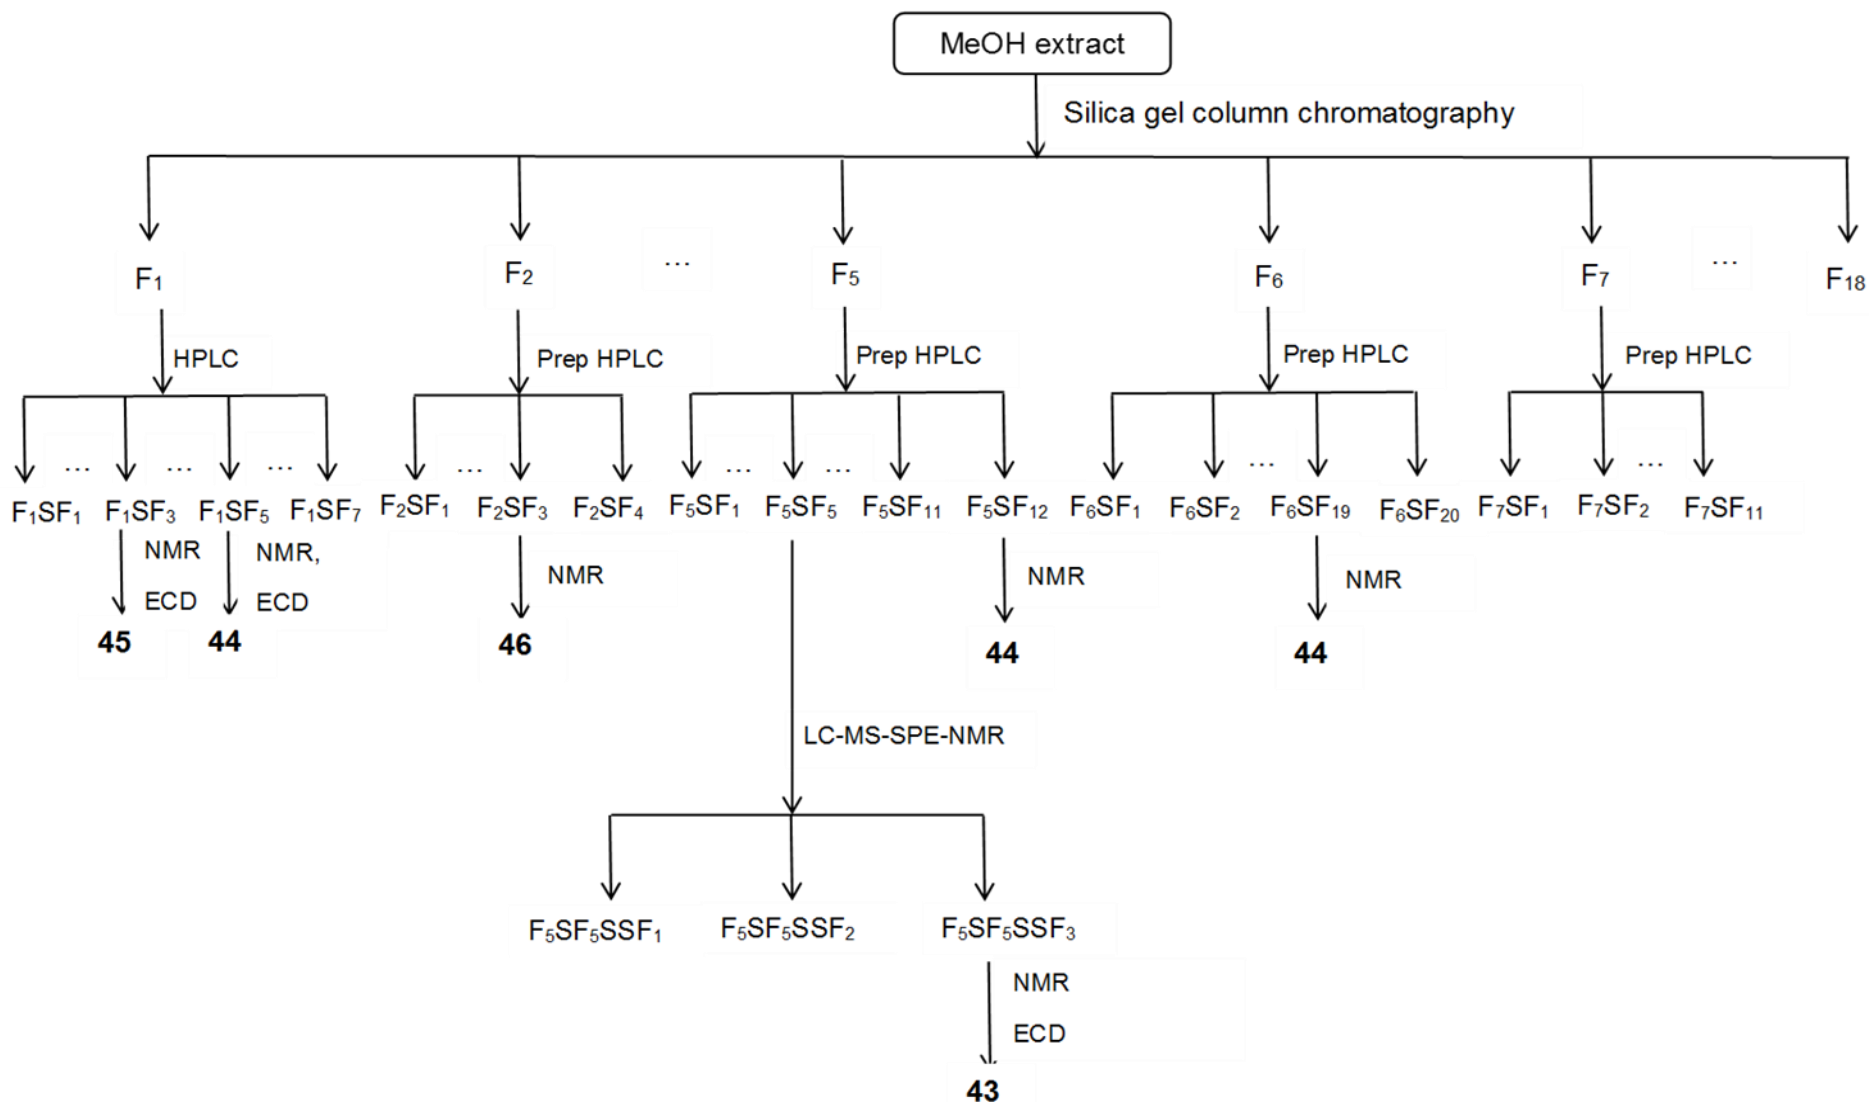 MeOH extract
Silica gel column chromatography
F₁ F₂ … F₅ F₆ F₇ … F₁₈
HPLC Prep HPLC Prep HPLC Prep HPLC Prep HPLC
… … … … … … … …
F₁SF₁ F₁SF₃ F₁SF₅ F₁SF₇ F₂SF₁ F₂SF₃ F₂SF₄ F₅SF₁ F₅SF₅ F₅SF₁₁ F₅SF₁₂ F₆SF₁ F₆SF₂ F₆SF₁₉ F₆SF₂₀ F₇SF₁ F₇SF₂ F₇SF₁₁
NMR NMR,
NMR NMR NMR
ECD ECD
45 44 46 44 44
LC-MS-SPE-NMR
F₅SF₅SSF₁ F₅SF₅SSF₂ F₅SF₅SSF₃
NMR
ECD
43